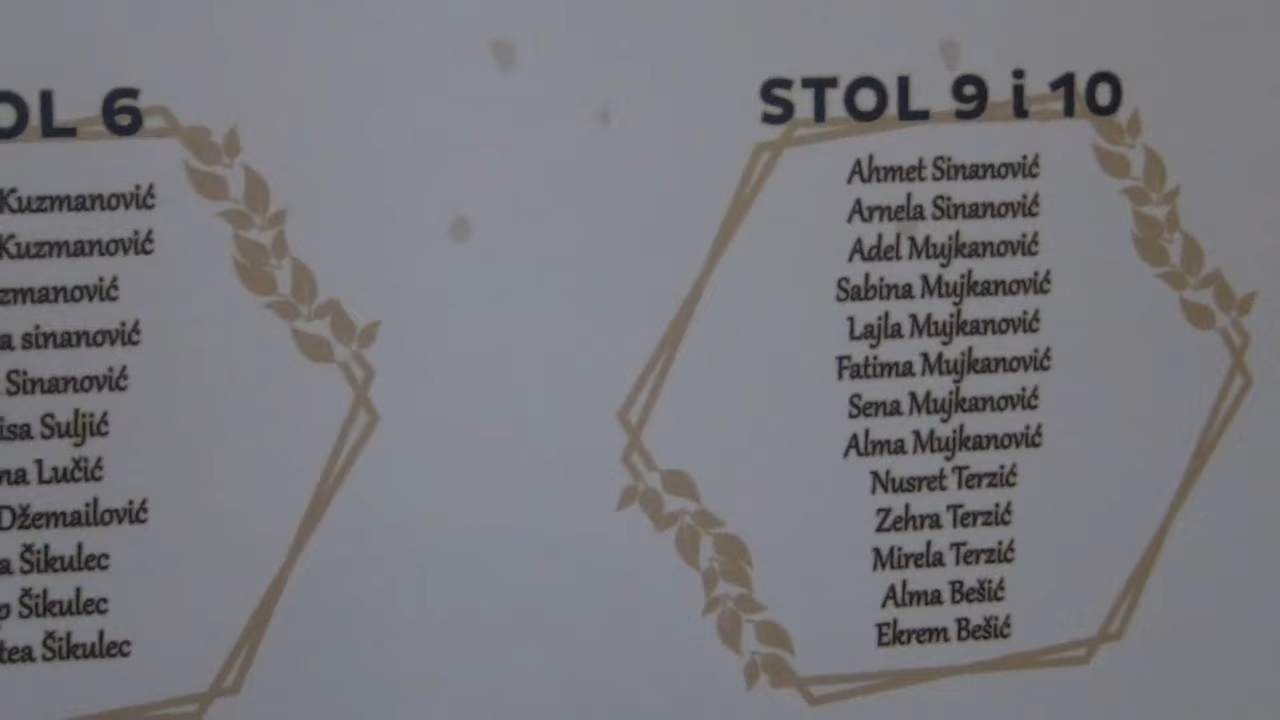 OL 6
Kuzmanović
Kuzmanović
zmanović
a sinanović
Sinanović
isa Suljić
na Lučić
Džemailović
a Šikulec
p Šikulec
tea Šikulec
STOL 9 i 10
Ahmet Sinanović
Arnela Sinanović
Adel Mujkanović
Sabina Mujkanović
Lajla Mujkanović
Fatima Mujkanović
Sena Mujkanović
Alma Mujkanović
Nusret Terzić
Zehra Terzić
Mirela Terzić
Alma Bešić
Ekrem Bešić